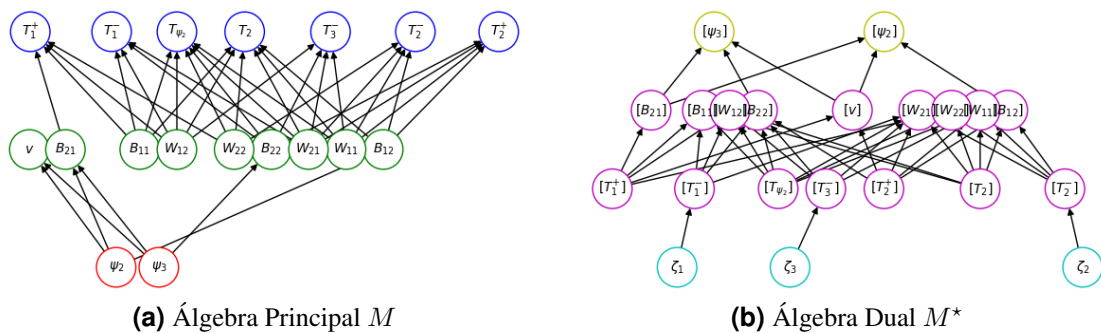 T₁⁺ T₁⁻ T_ψ₂ T₂ T₃⁻ T₂⁻ T₂⁺
v B₂₁ B₁₁ W₁₂ W₂₂ B₂₂ W₂₁ W₁₁ B₁₂
ψ₂ ψ₃
(a) Álgebra Principal M
[ψ₃] [ψ₂]
[B₂₁] [B₁₁] [W₁₂] [B₂₂] [v] [W₂₁] [W₂₂] [W₁₁] [B₁₂]
[T₁⁺] [T₁⁻] [T_ψ₂] [T₃⁻] [T₂⁺] [T₂] [T₂⁻]
ζ₁ ζ₃ ζ₂
(b) Álgebra Dual M⋆